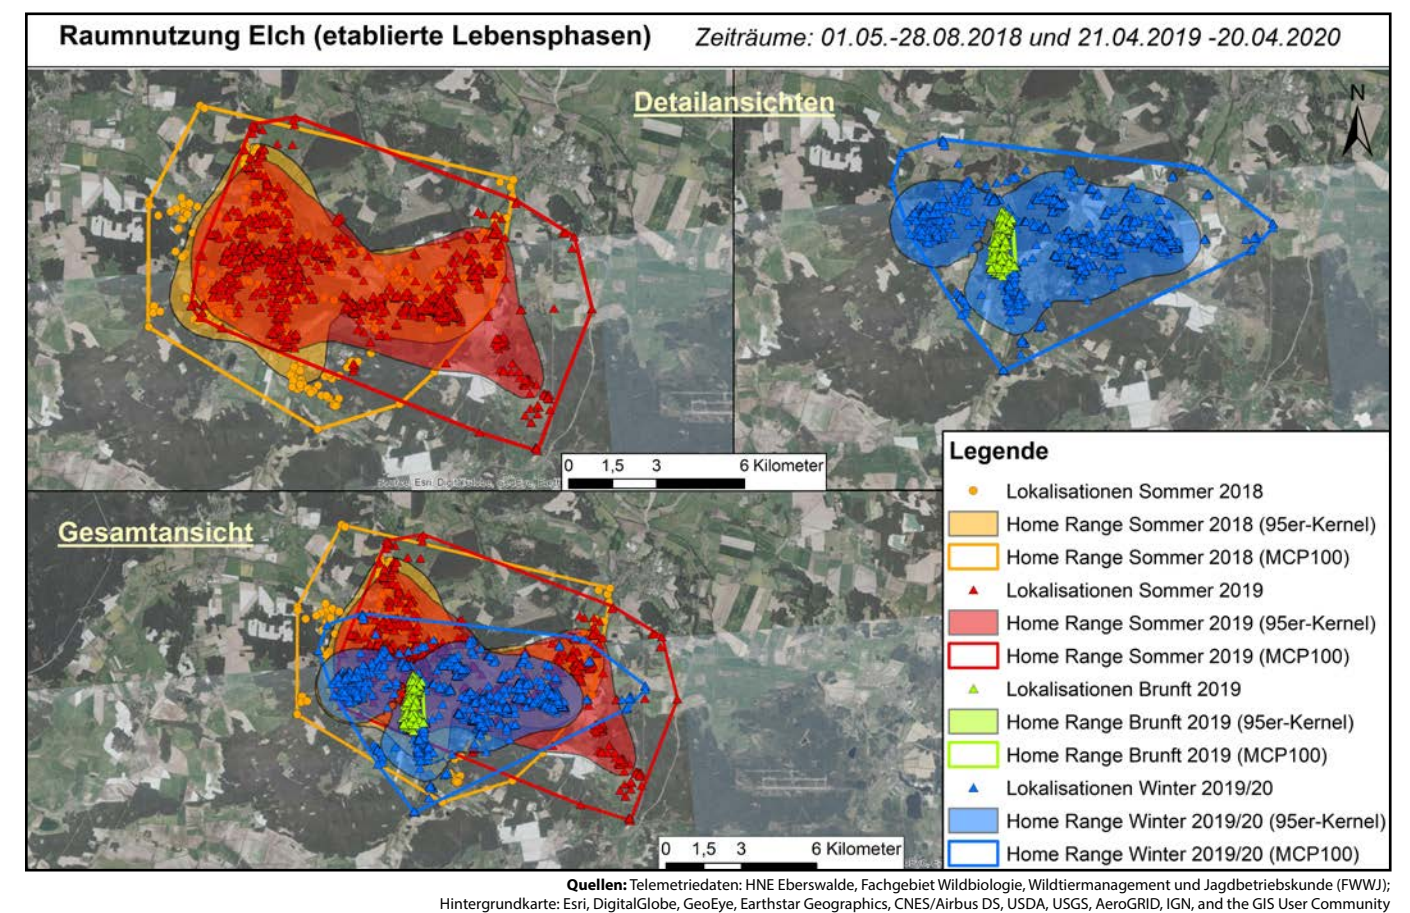 Raumnutzung Elch (etablierte Lebensphasen) Zeiträume: 01.05.-28.08.2018 und 21.04.2019 -20.04.2020
Detailansichten
N
0 1,5 3 6 Kilometer
Source: Esri, DigitalGlobe, GeoEye, Earth
Gesamtansicht
0 1,5 3 6 Kilometer
Legende
Lokalisationen Sommer 2018
Home Range Sommer 2018 (95er-Kernel)
Home Range Sommer 2018 (MCP100)
Lokalisationen Sommer 2019
Home Range Sommer 2019 (95er-Kernel)
Home Range Sommer 2019 (MCP100)
Lokalisationen Brunft 2019
Home Range Brunft 2019 (95er-Kernel)
Home Range Brunft 2019 (MCP100)
Lokalisationen Winter 2019/20
Home Range Winter 2019/20 (95er-Kernel)
Home Range Winter 2019/20 (MCP100)
Quellen: Telemetriedaten: HNE Eberswalde, Fachgebiet Wildbiologie, Wildtiermanagement und Jagdbetriebskunde (FWWJ);
Hintergrundkarte: Esri, DigitalGlobe, GeoEye, Earthstar Geographics, CNES/Airbus DS, USDA, USGS, AeroGRID, IGN, and the GIS User Community